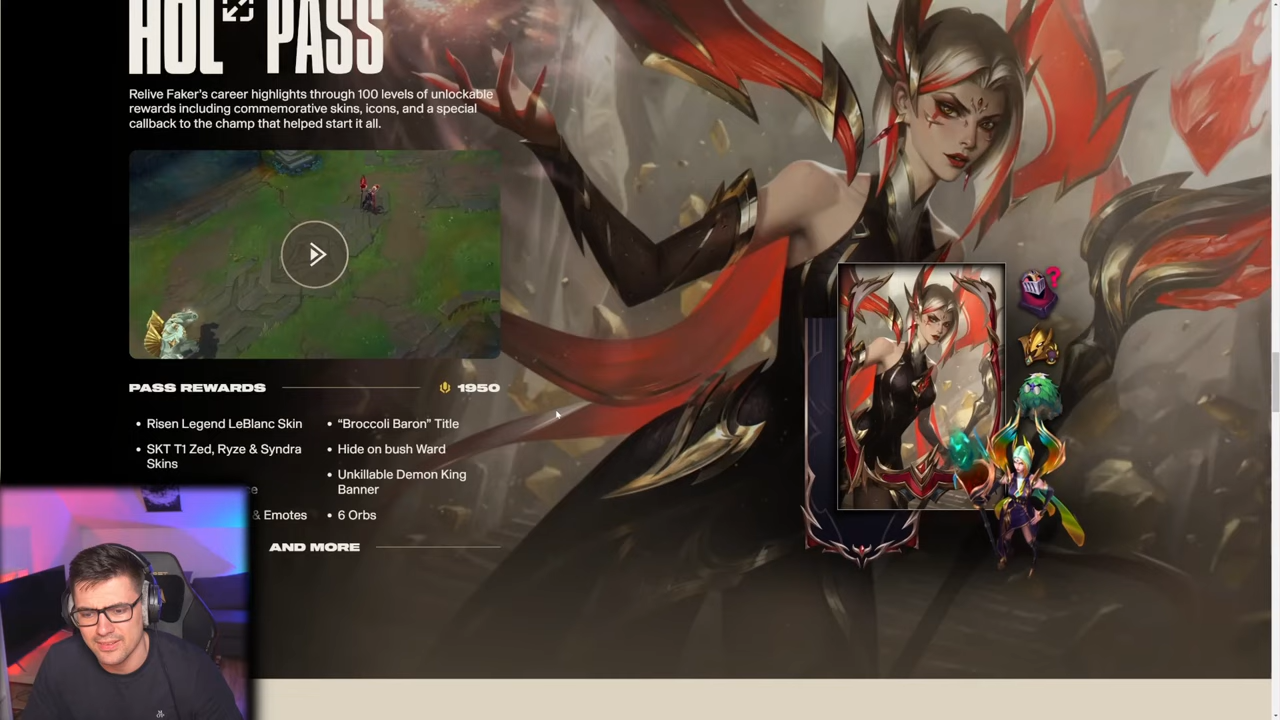 HOL PASS
Relive Faker's career highlights through 100 levels of unlockable
rewards including commemorative skins, icons, and a special
callback to the champ that helped start it all.
PASS REWARDS
1950
• Risen Legend LeBlanc Skin
• SKT T1 Zed, Ryze & Syndra
Skins
& Emotes
• "Broccoli Baron" Title
• Hide on bush Ward
• Unkillable Demon King
Banner
• 6 Orbs
AND MORE